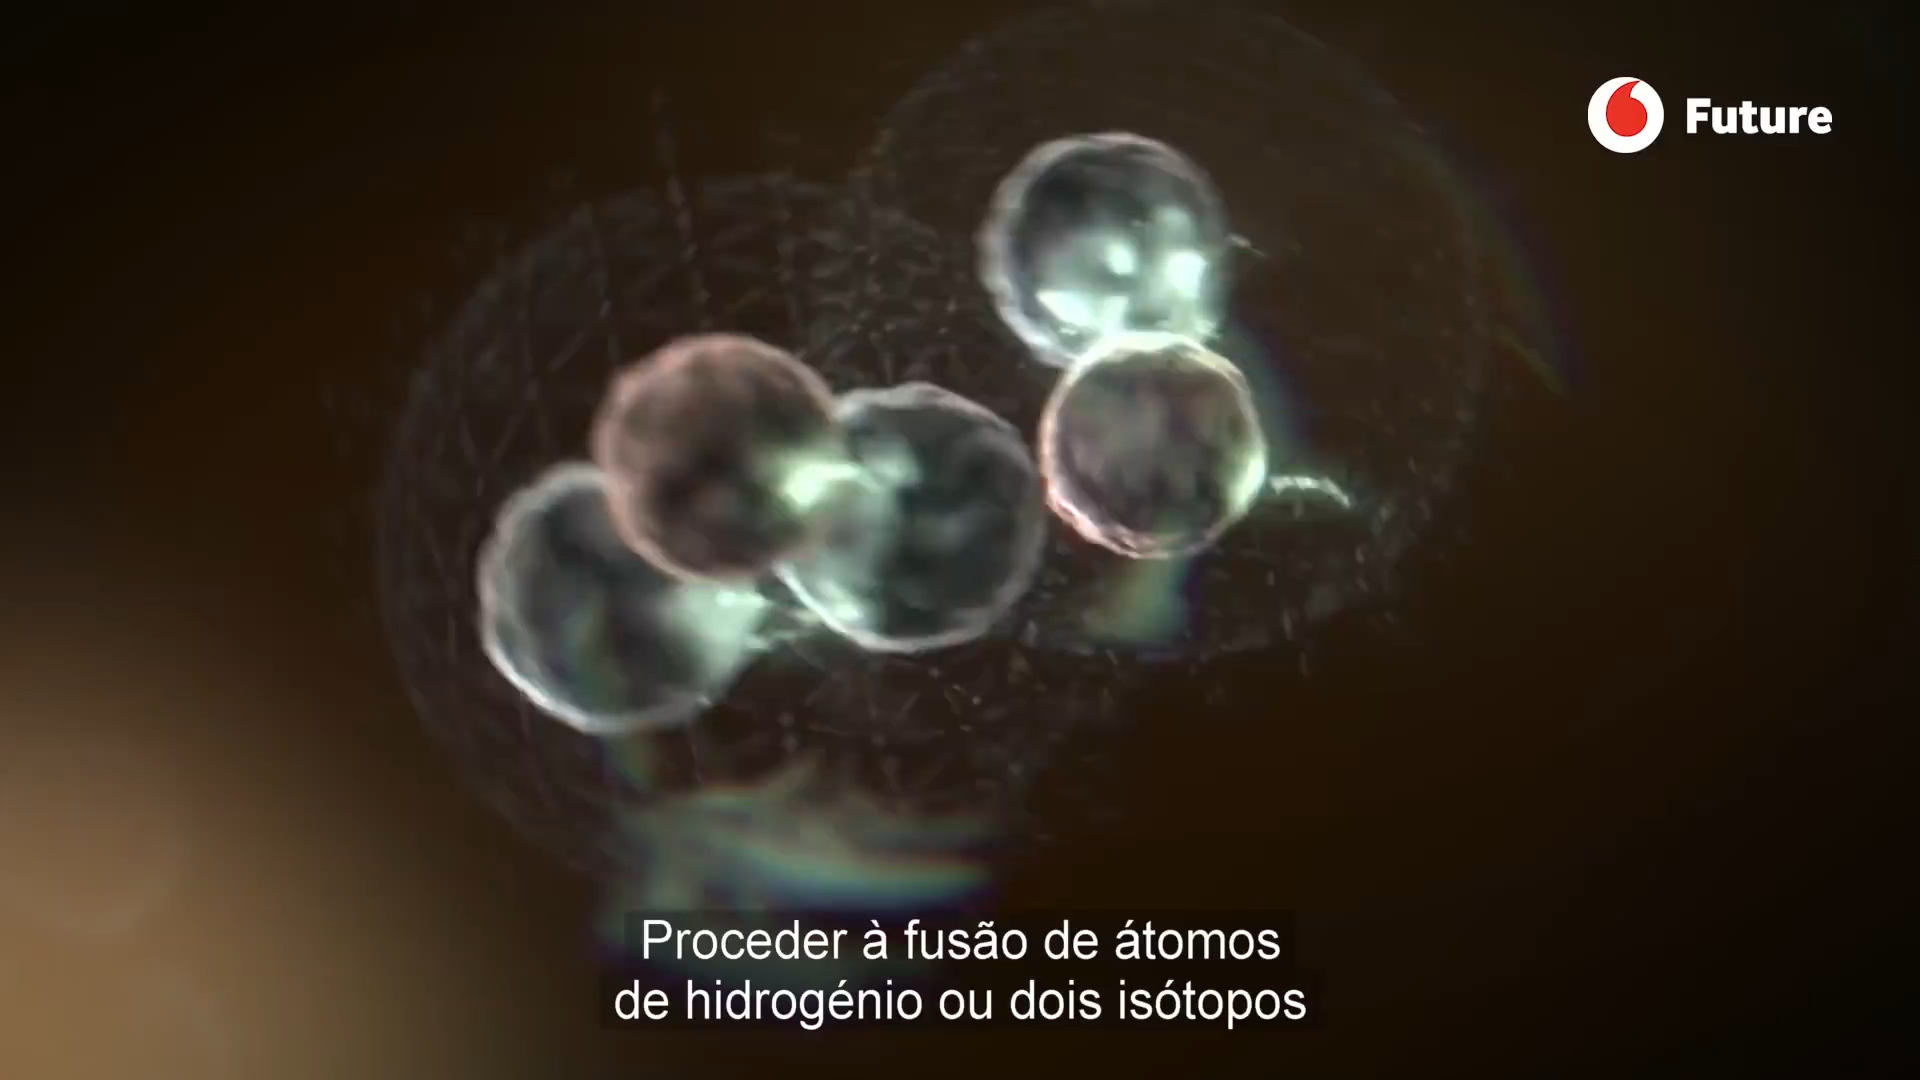 Future
Proceder à fusão de átomos
de hidrogénio ou dois isótopos